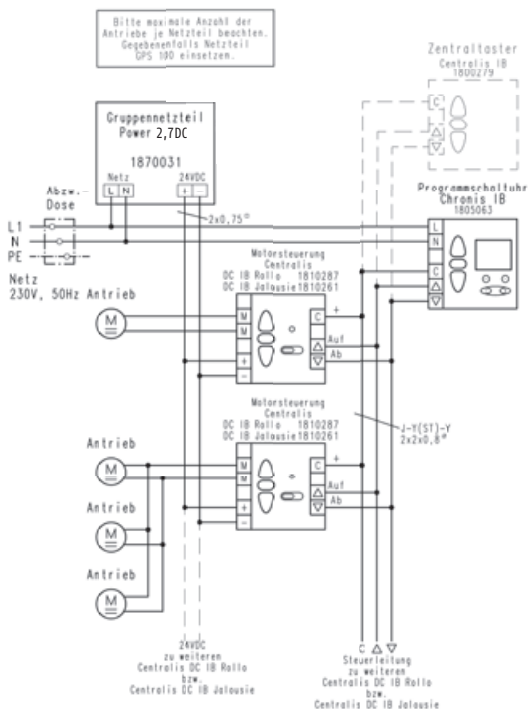 Bitte maximale Anzahl der
Antriebe je Netzteil beachten.
Gegebenenfalls Netzteil
GPS 100 einsetzen.
Zentraltaster
Centralis IB
1800279
C
Gruppennetzteil
Power 2,7DC
1870031
Netz
24VDC
L N
+ -
Abzw.-
Dose
2x0,75°
Programmschaltuhr
Chronis IB
1805063
L1
N
PE
L
N
C
Netz
230V, 50Hz
Antrieb
M
Motorsteuerung
Centralis
DC IB Rollo 1810287
DC IB Jalousie 1810261
M
M
+
-
C
+
Auf
Ab
Motorsteuerung
Centralis
DC IB Rollo 1810287
DC IB Jalousie 1810261
J-Y(ST)-Y
2x2x0,8°
Antrieb
M
M
M
+
-
C
+
Auf
Ab
Antrieb
M
Antrieb
M
24VDC
zu weiteren
Centralis DC IB Rollo
bzw.
Centralis DC IB Jalousie
C
Steuerleitung
zu weiteren
Centralis DC IB Rollo
bzw.
Centralis DC IB Jalousie